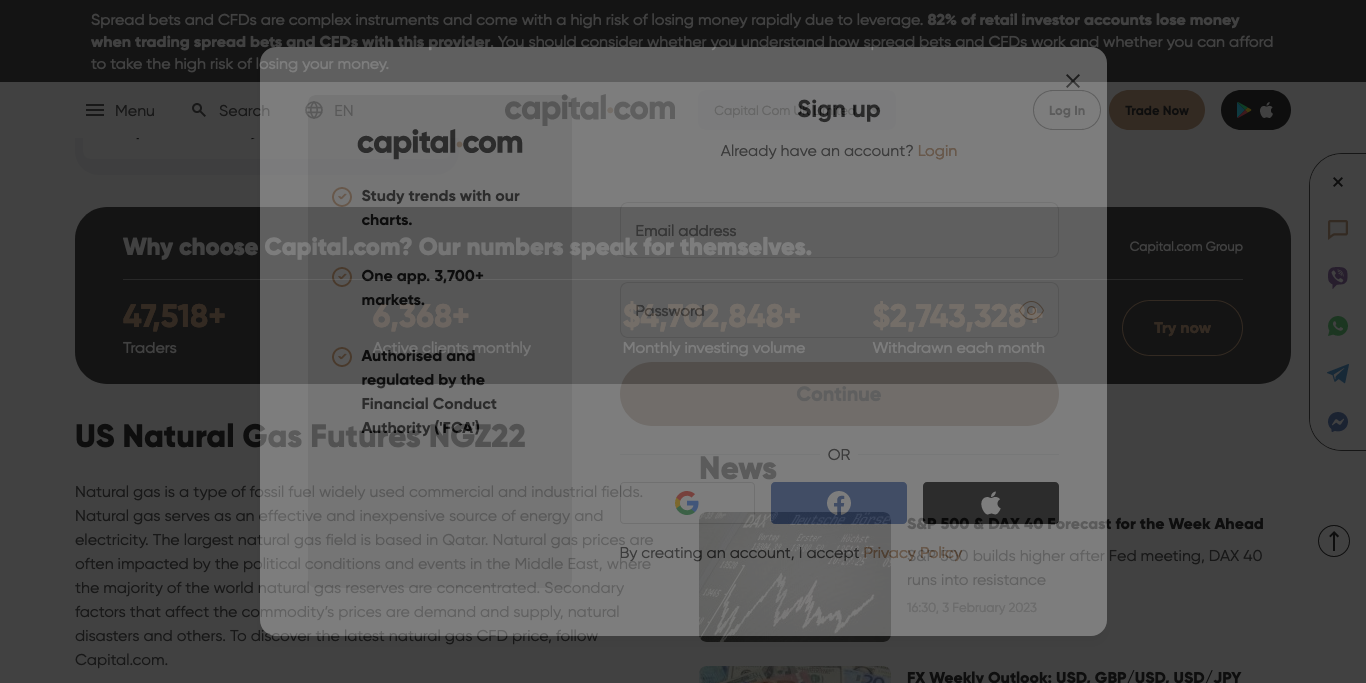 Spread bets and CFDs are complex instruments and come with a high risk of losing money rapidly due to leverage. 82% of retail investor accounts lose money
when trading spread bets and CFDs with this provider. You should consider whether you understand how spread bets and CFDs work and whether you can afford
to take the high risk of losing your money.
Menu
Search
EN
capital.com
Capital Com
Log In
Trade Now
Sign up
Already have an account? Login
capital.com
Study trends with our
charts.
One app. 3,700+
markets.
Authorised and
regulated by the
Financial Conduct
Authority ('FCA')
Email address
Password
Continue
OR
By creating an account, I accept Privacy Policy
Why choose Capital.com? Our numbers speak for themselves.
Capital.com Group
47,518+
Traders
6,368+
Active clients monthly
$4,702,848+
Monthly investing volume
$2,743,328+
Withdrawn each month
Try now
US Natural Gas Futures NGZ22
Natural gas is a type of fossil fuel widely used commercial and industrial fields.
Natural gas serves as an effective and inexpensive source of energy and
electricity. The largest natural gas field is based in Qatar. Natural gas prices are
often impacted by the political conditions and events in the Middle East, where
the majority of the world natural gas reserves are concentrated. Secondary
factors that affect the commodity's prices are demand and supply, natural
disasters and others. To discover the latest natural gas CFD price, follow
Capital.com.
News
DAX Deutsche Börse
S&P 500 & DAX 40 Forecast for the Week Ahead
S&P 500 builds higher after Fed meeting, DAX 40
runs into resistance
16:30, 3 February 2023
FX Weekly Outlook: USD, GBP/USD, USD/JPY